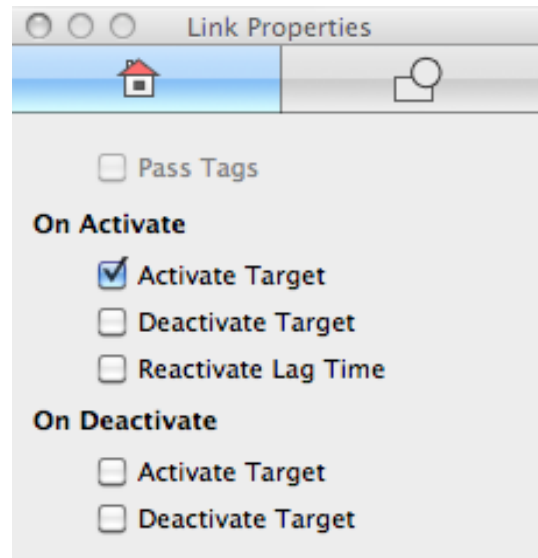 Link Properties
Pass Tags
On Activate
Activate Target
Deactivate Target
Reactivate Lag Time
On Deactivate
Activate Target
Deactivate Target